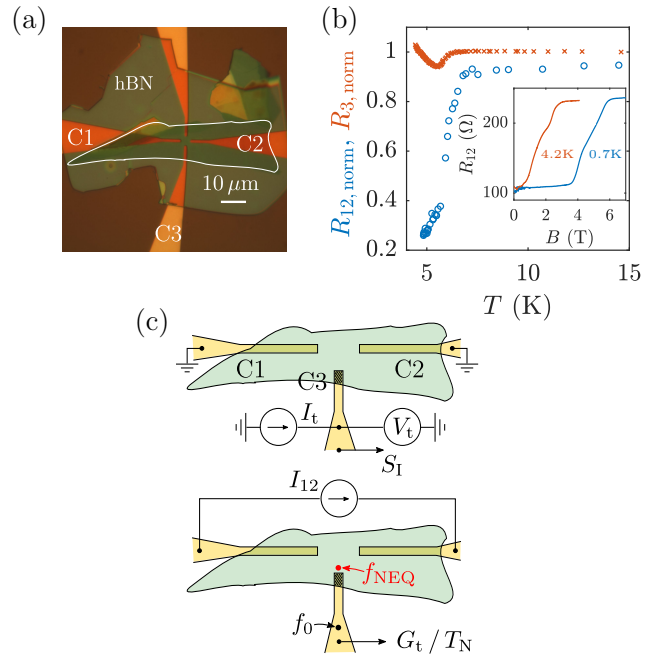 (a)
hBN
C1
C2
10 μm
C3
(b)
R12, norm, R3, norm
1
0.8
0.6
0.4
0.2
5
10
15
T (K)
R12 (Ω)
200
100
0
2
4
6
B (T)
4.2K
0.7K
(c)
C1
C2
C3
It
Vt
SI
I12
fNEQ
f0
Gt / TN